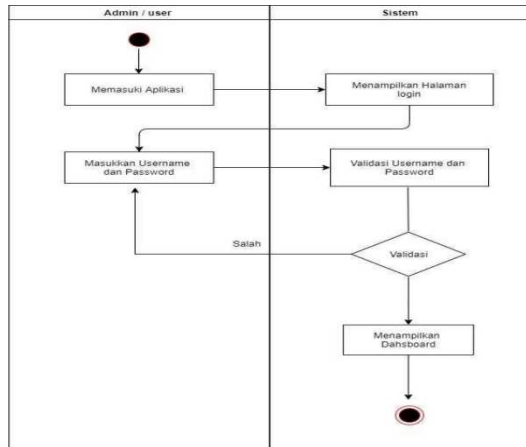 Admin / user
Sistem
Memasuki Aplikasi
Menampilkan Halaman
login
Masukkan Username
dan Password
Validasi Username dan
Password
Salah
Validasi
Menampilkan
Dahsboard